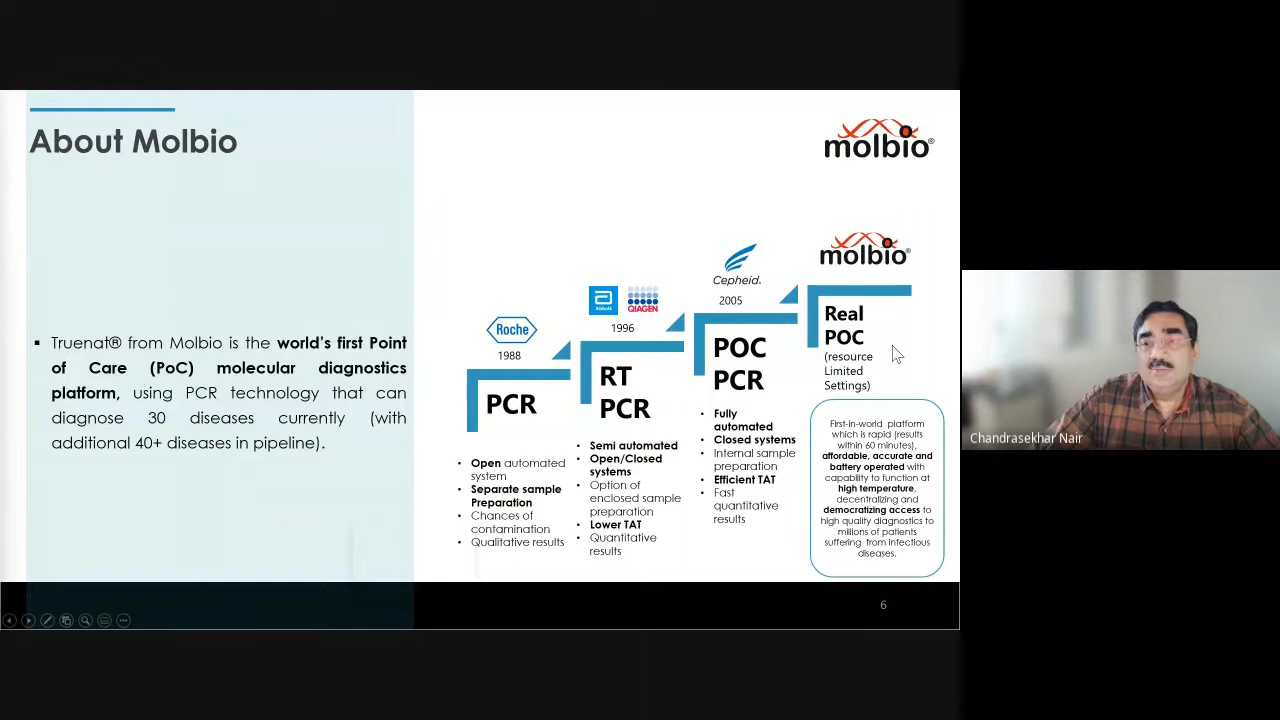 About Molbio
molbio®
▪ Truenat® from Molbio is the world's first Point
of Care (PoC) molecular diagnostics
platform, using PCR technology that can
diagnose 30 diseases currently (with
additional 40+ diseases in pipeline).
Roche
1988
PCR
• Open automated
system
• Separate sample
Preparation
• Chances of
contamination
• Qualitative results
Abbott
QIAGEN
1996
RT
PCR
• Semi automated
• Open/Closed
systems
• Option of
enclosed sample
preparation
• Lower TAT
• Quantitative
results
Cepheid.
2005
POC
PCR
• Fully
automated
• Closed systems
• Internal sample
preparation
• Efficient TAT
• Fast
quantitative
results
molbio®
Real
POC
(resource
Limited
Settings)
First-in-world platform
which is rapid (results
within 60 minutes),
affordable, accurate and
battery operated with
capability to function at
high temperature,
decentralizing and
democratizing access to
high quality diagnostics to
millions of patients
suffering from infectious
diseases.
6
Chandrasekhar Nair